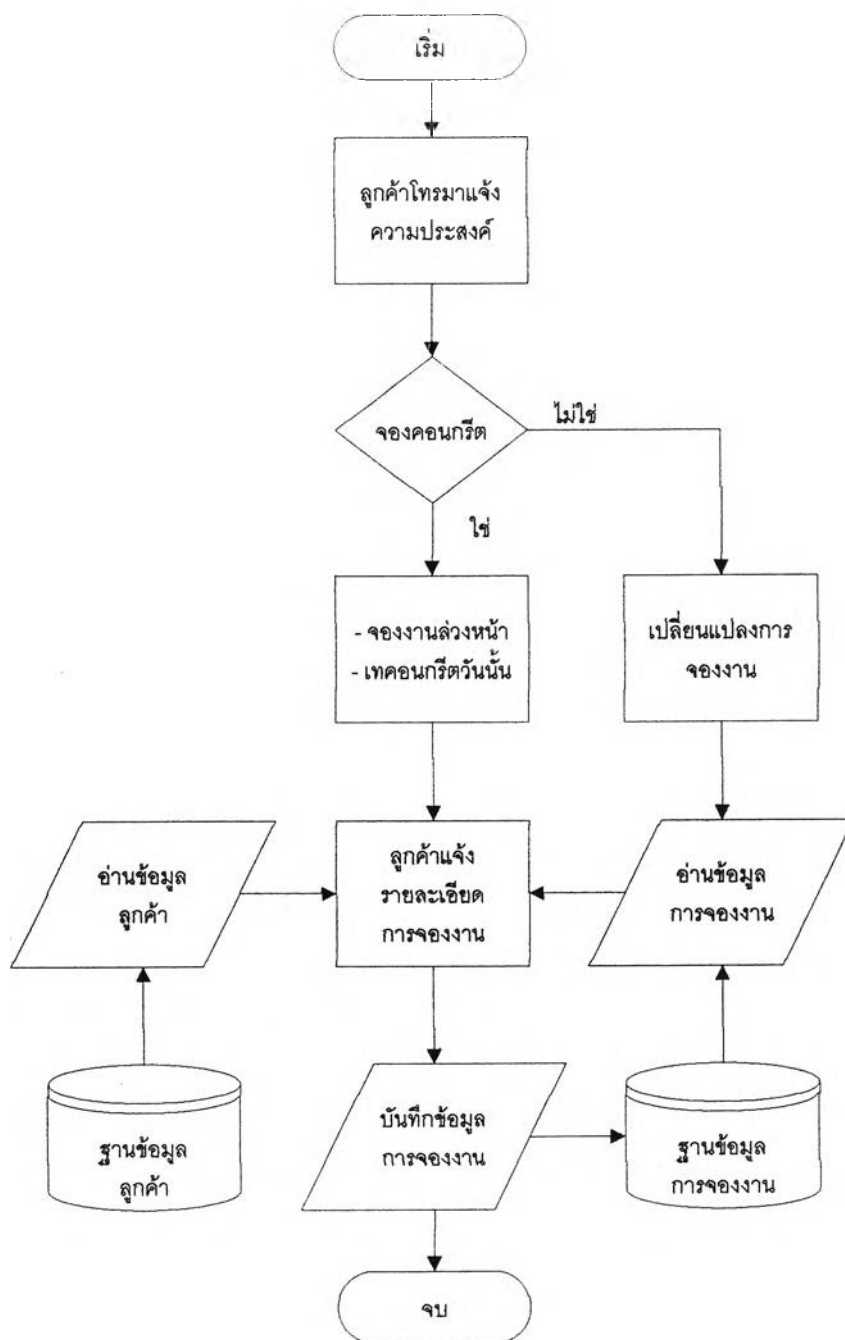 เริ่ม
ลูกค้าโทรมาแจ้ง
ความประสงค์
จองคอนกรีต
ไม่ใช่
ใช่
- จองงานล่วงหน้า
- เทคอนกรีตวันนั้น
เปลี่ยนแปลงการ
จองงาน
อ่านข้อมูล
ลูกค้า
ลูกค้าแจ้ง
รายละเอียด
การจองงาน
อ่านข้อมูล
การจองงาน
ฐานข้อมูล
ลูกค้า
บันทึกข้อมูล
การจองงาน
ฐานข้อมูล
การจองงาน
จบ